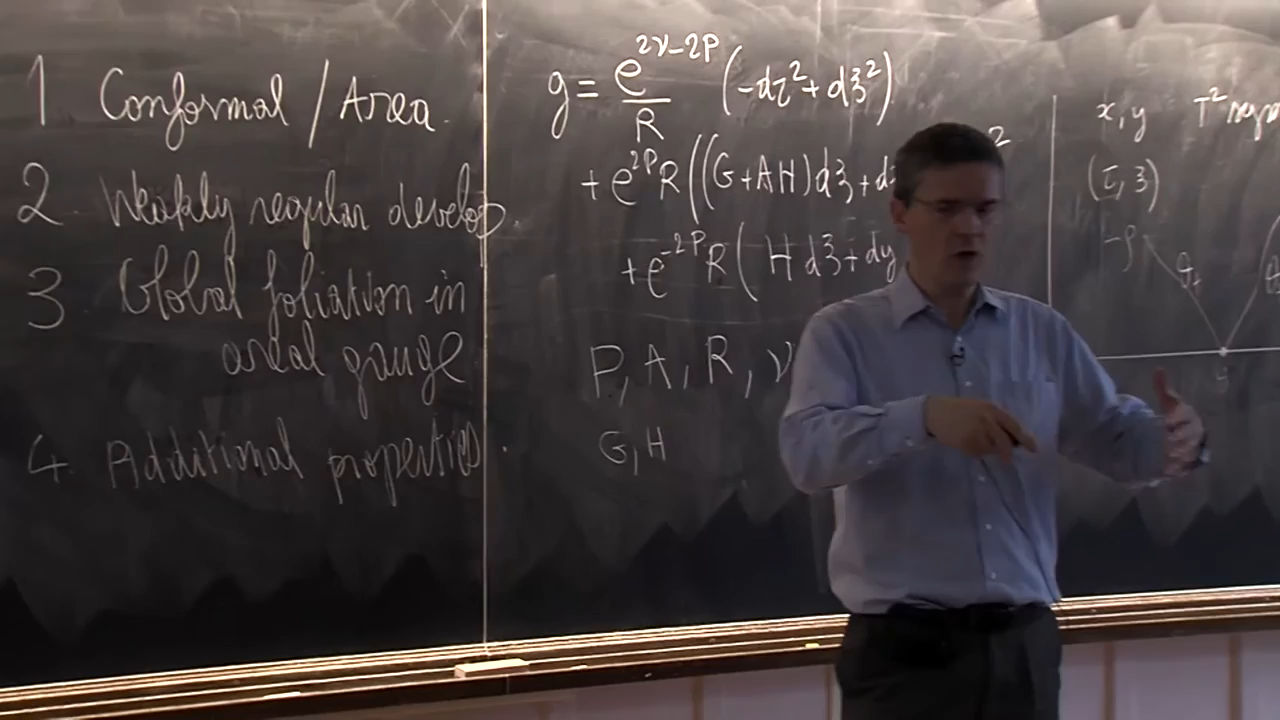 1 Conformal / Area.
2. Weakly regular develop.
3 Global foliation in
areal gauge
4. Additional properties.
g = e^{2ν-2P}/R (-dτ² + dξ²)
+ e^{2P} R ((G+AH)dξ + d 2
+ e^{-2P} R ( H dξ + dy
P, A, R, ν
G, H
x, y T²
(τ, ξ)